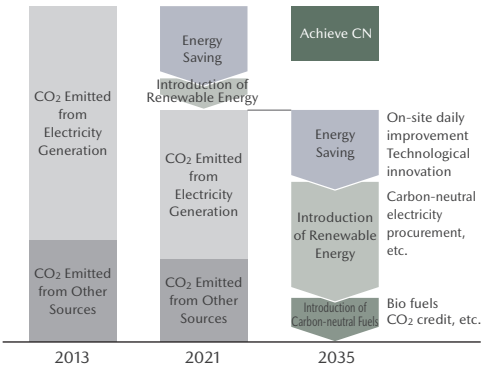 CO2 Emitted
from
Electricity
Generation
CO2 Emitted
from Other
Sources
Energy
Saving
Introduction of
Renewable Energy
CO2 Emitted
from
Electricity
Generation
CO2 Emitted
from Other
Sources
Achieve CN
Energy
Saving
On-site daily
improvement
Technological
innovation
Introduction
of Renewable
Energy
Carbon-neutral
electricity
procurement,
etc.
Introduction of
Carbon-neutral Fuels
Bio fuels
CO2 credit, etc.
2013
2021
2035